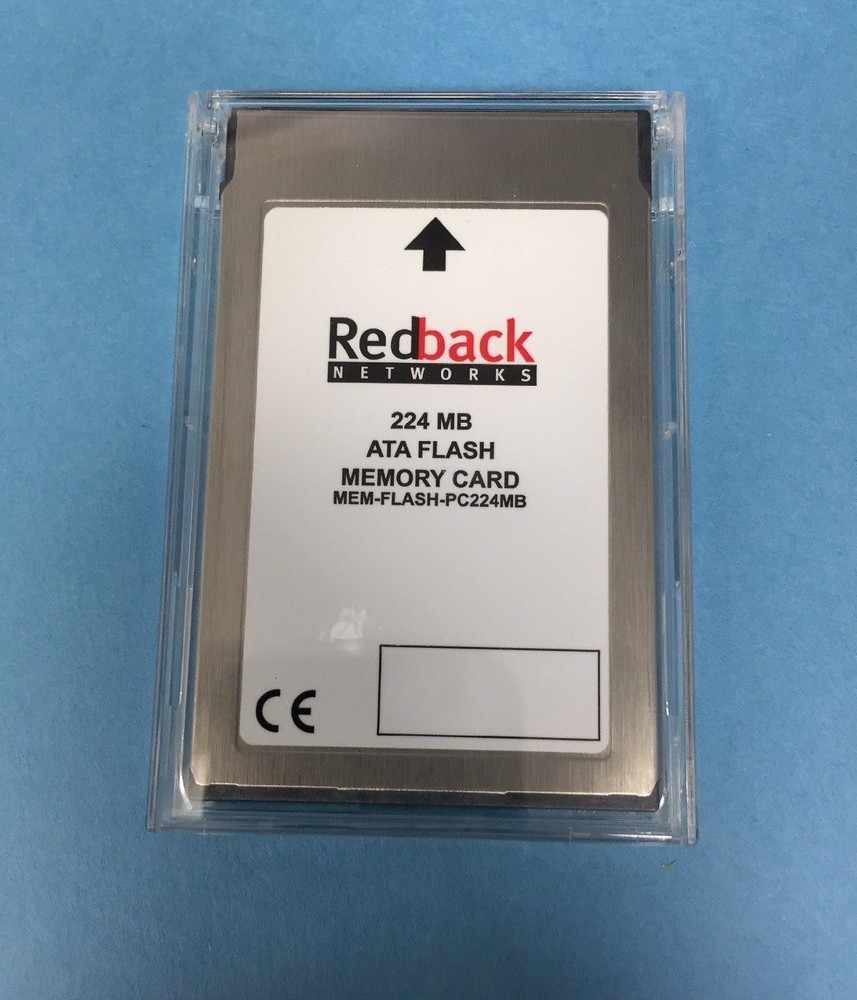 Redback
NETWORKS
224 MB
ATA FLASH
MEMORY CARD
MEM-FLASH-PC224MB
CE